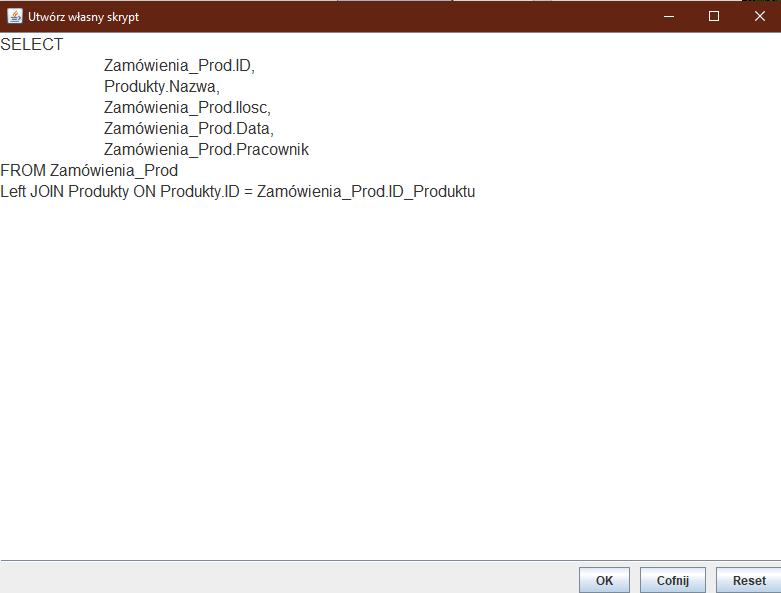 Utwórz własny skrypt
SELECT
Zamówienia_Prod.ID,
Produkty.Nazwa,
Zamówienia_Prod.Ilosc,
Zamówienia_Prod.Data,
Zamówienia_Prod.Pracownik
FROM Zamówienia_Prod
Left JOIN Produkty ON Produkty.ID = Zamówienia_Prod.ID_Produktu
OK Cofnij Reset